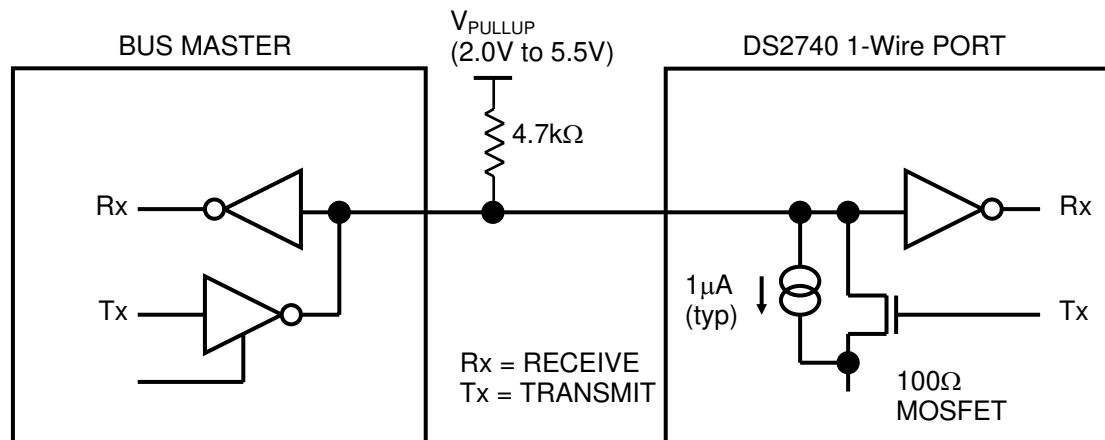 BUS MASTER
V_PULLUP
(2.0V to 5.5V)
DS2740 1-Wire PORT
4.7kΩ
Rx
Rx
Tx
1μA
(typ)
Tx
Rx = RECEIVE
Tx = TRANSMIT
100Ω
MOSFET